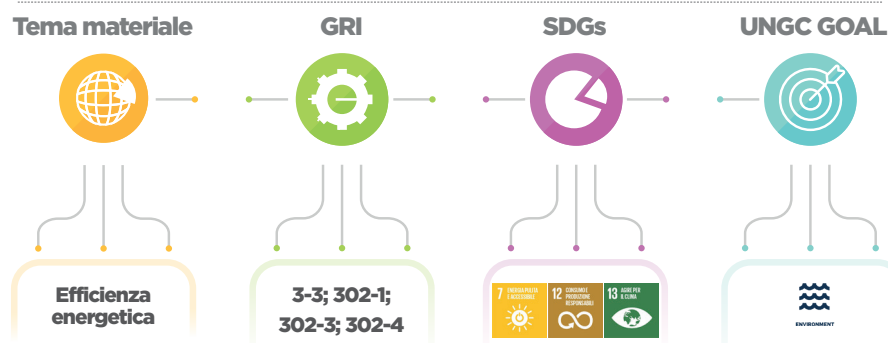 Tema materiale
GRI
SDGs
UNGC GOAL
Efficienza
energetica
3-3; 302-1;
302-3; 302-4
7 ENERGIA PULITA
E ACCESSIBILE
12 CONSUMO E
PRODUZIONE
RESPONSABILI
13 AGIRE PER
IL CLIMA
ENVIRONMENT